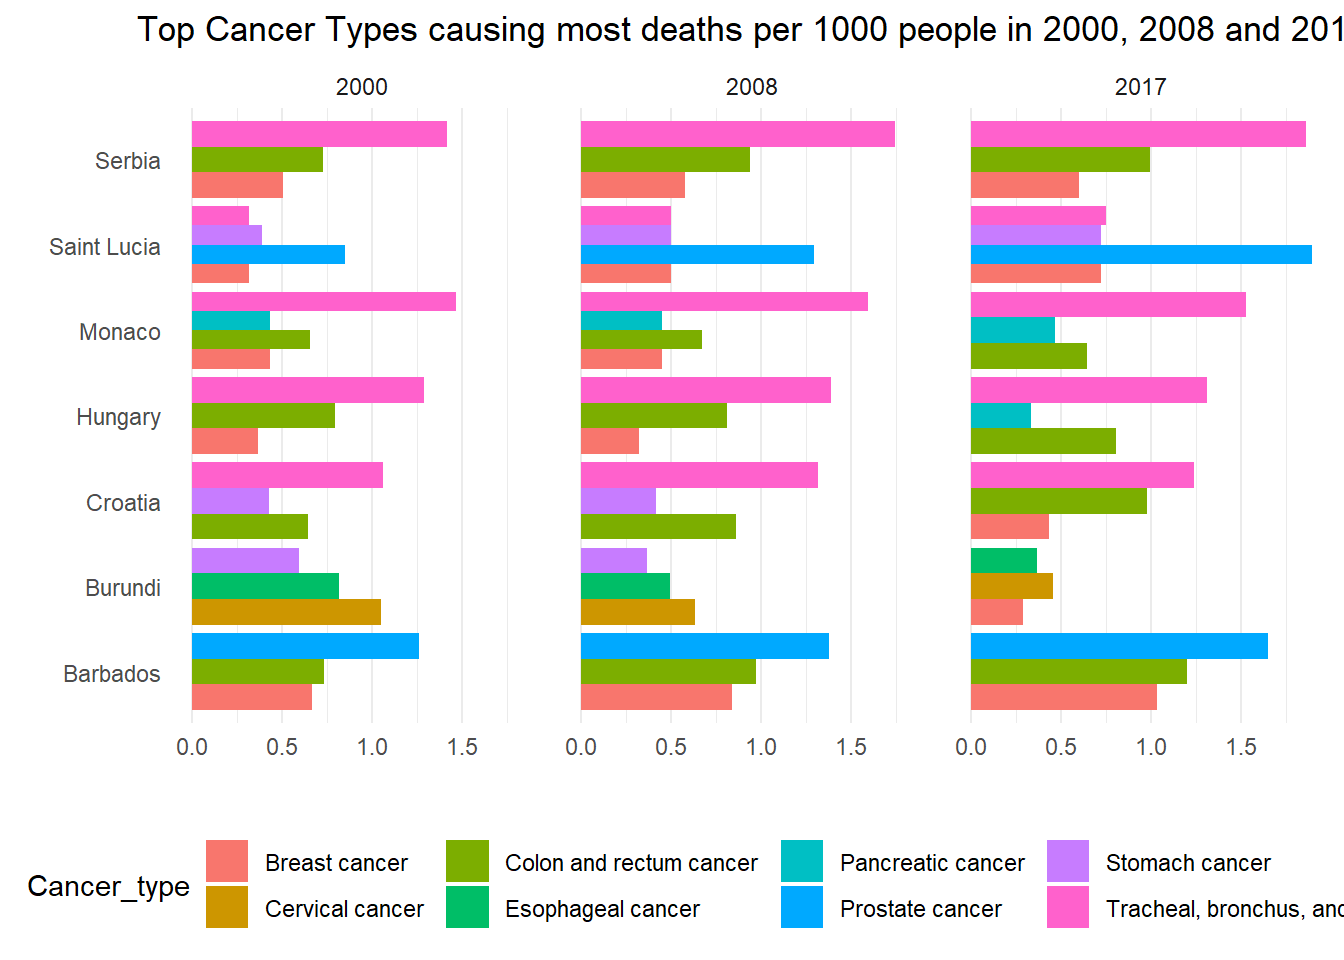 Top Cancer Types causing most deaths per 1000 people in 2000, 2008 and 201
2000 2008 2017
Serbia
Saint Lucia
Monaco
Hungary
Croatia
Burundi
Barbados
0.0 0.5 1.0 1.5 0.0 0.5 1.0 1.5 0.0 0.5 1.0 1.5
Cancer_type
Breast cancer Colon and rectum cancer Pancreatic cancer Stomach cancer
Cervical cancer Esophageal cancer Prostate cancer Tracheal, bronchus, and